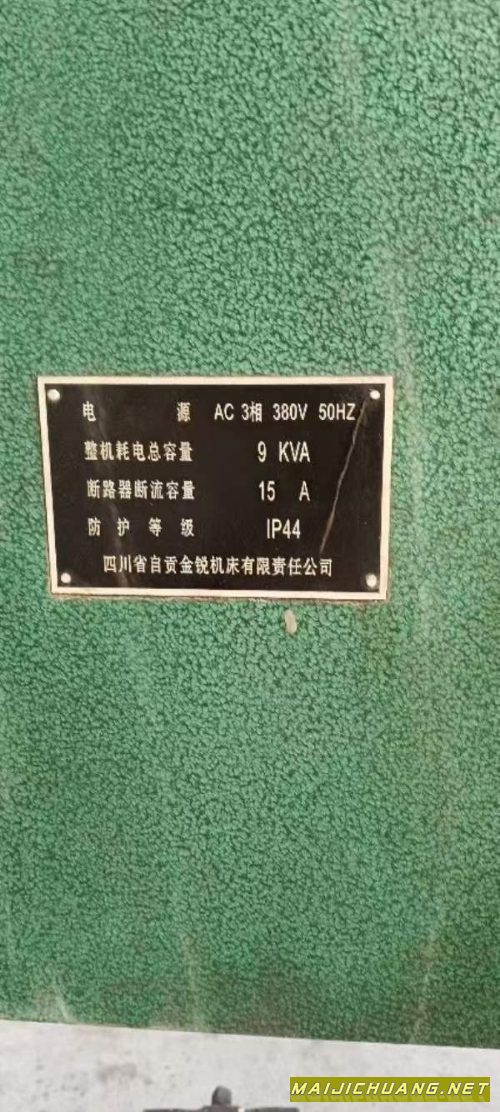 电 源 AC 3相 380V 50HZ
整机耗电总容量 9 KVA
断路器断流容量 15 A
防护等级 IP44
四川省自贡金锐机床有限责任公司
MAIJICHUANG.NET